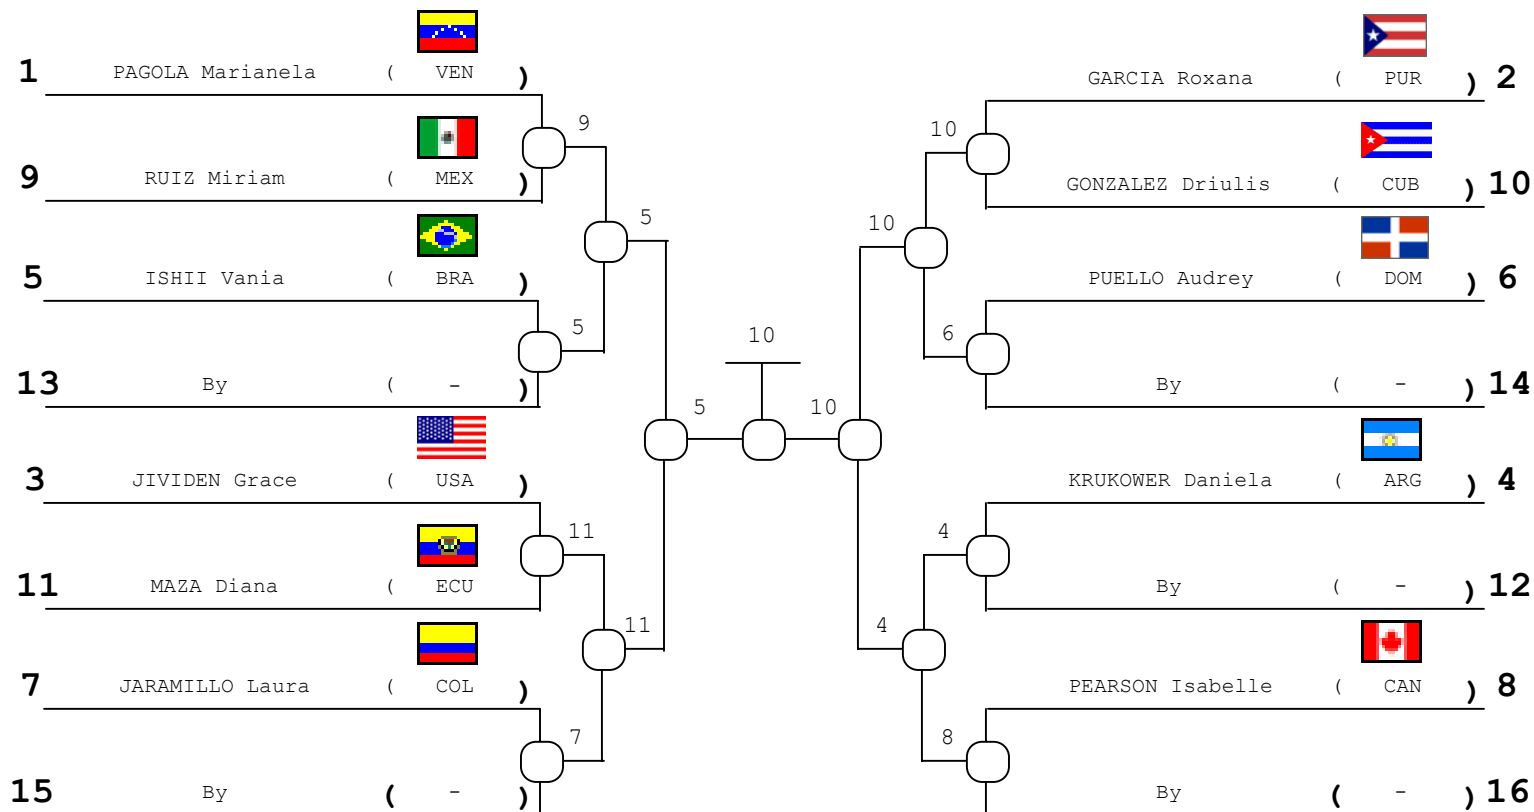 1 PAGOLA Marianela ( VEN )
9
9 RUIZ Miriam ( MEX )
5
5 ISHII Vania ( BRA )
5
13 By ( - )
5
3 JIVIDEN Grace ( USA )
11
11 MAZA Diana ( ECU )
11
7 JARAMILLO Laura ( COL )
7
15 By ( - )
10
GARCIA Roxana ( PUR ) 2
10
GONZALEZ Driulis ( CUB ) 10
10
PUELLO Audrey ( DOM ) 6
6
By ( - ) 14
10
KRUKOWER Daniela ( ARG ) 4
4
By ( - ) 12
4
PEARSON Isabelle ( CAN ) 8
8
By ( - ) 16